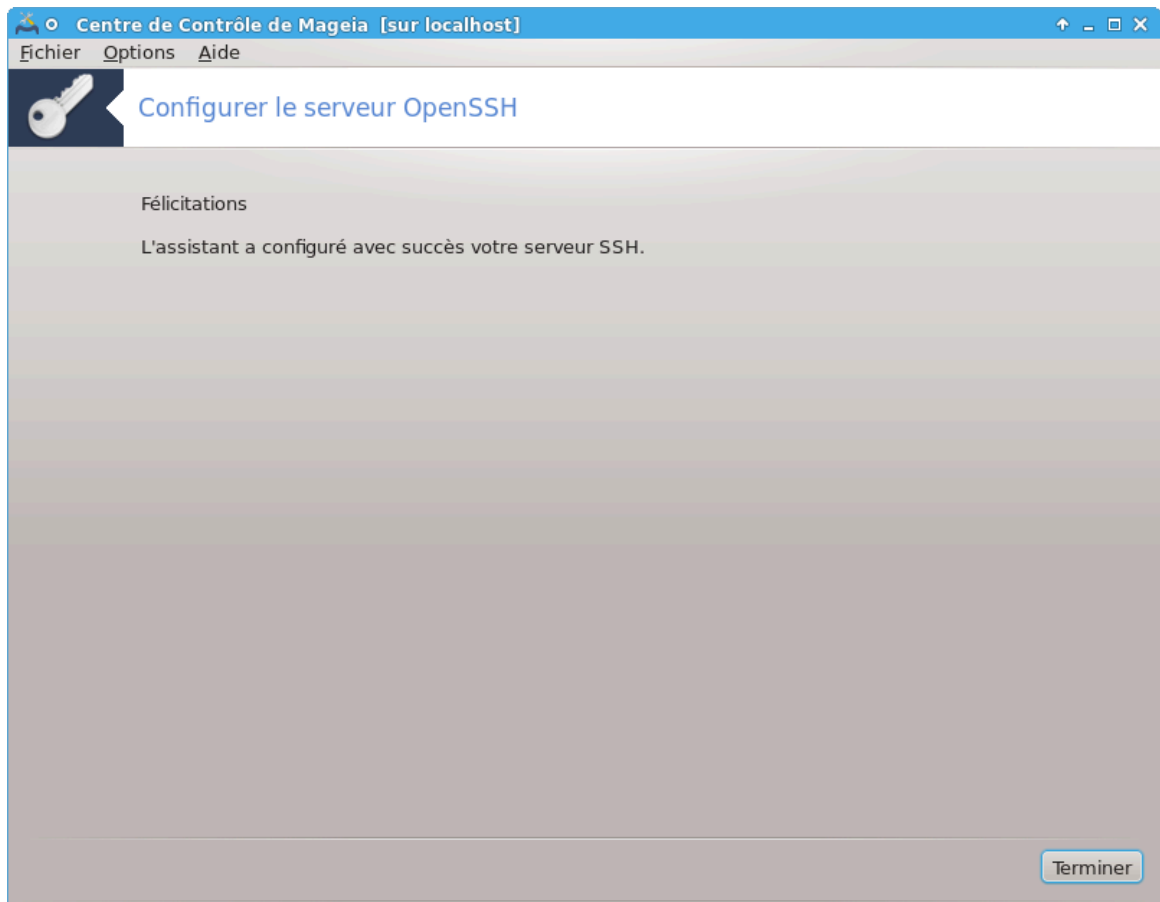 Centre de Contrôle de Mageia [sur localhost]
Fichier Options Aide
Configurer le serveur OpenSSH
Félicitations
L'assistant a configuré avec succès votre serveur SSH.
Terminer